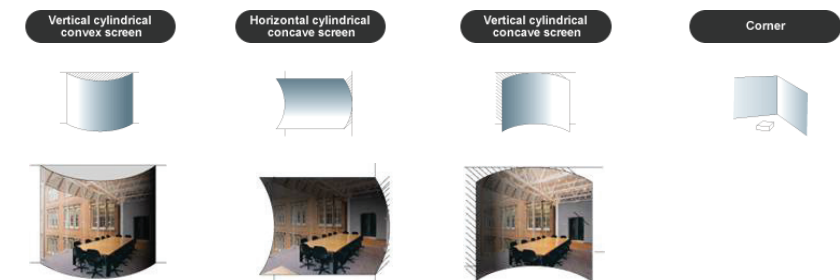 Vertical cylindrical
convex screen
Horizontal cylindrical
concave screen
Vertical cylindrical
concave screen
Corner